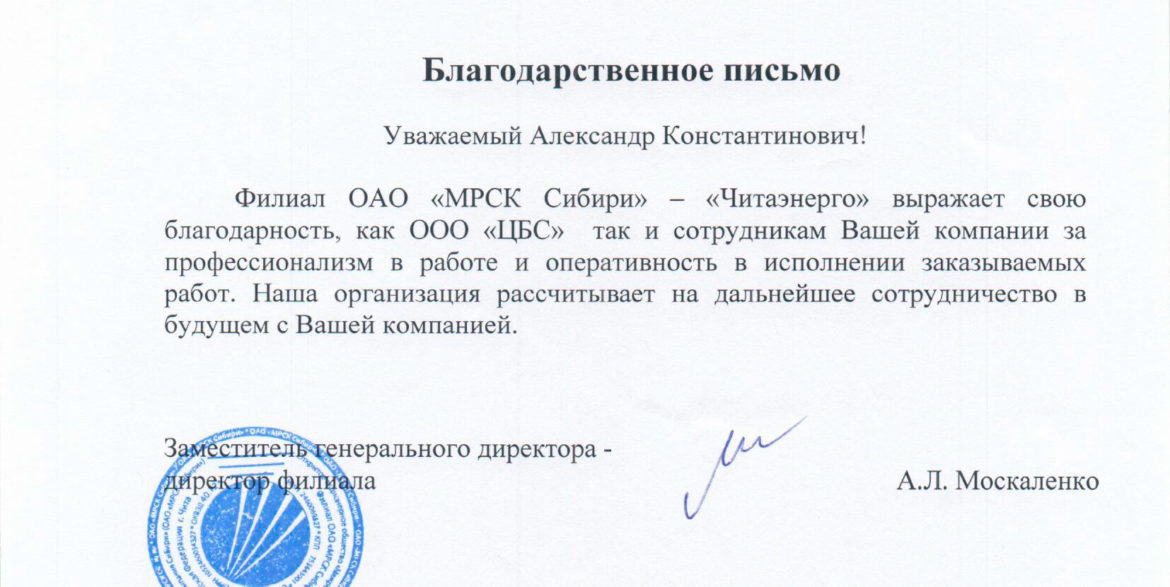 Благодарственное письмо
Уважаемый Александр Константинович!
Филиал ОАО «МРСК Сибири» – «Читаэнерго» выражает свою
благодарность, как ООО «ЦБС» так и сотрудникам Вашей компании за
профессионализм в работе и оперативность в исполнении заказываемых
работ. Наша организация рассчитывает на дальнейшее сотрудничество в
будущем с Вашей компанией.
Заместитель генерального директора -
директор филиала
А.Л. Москаленко